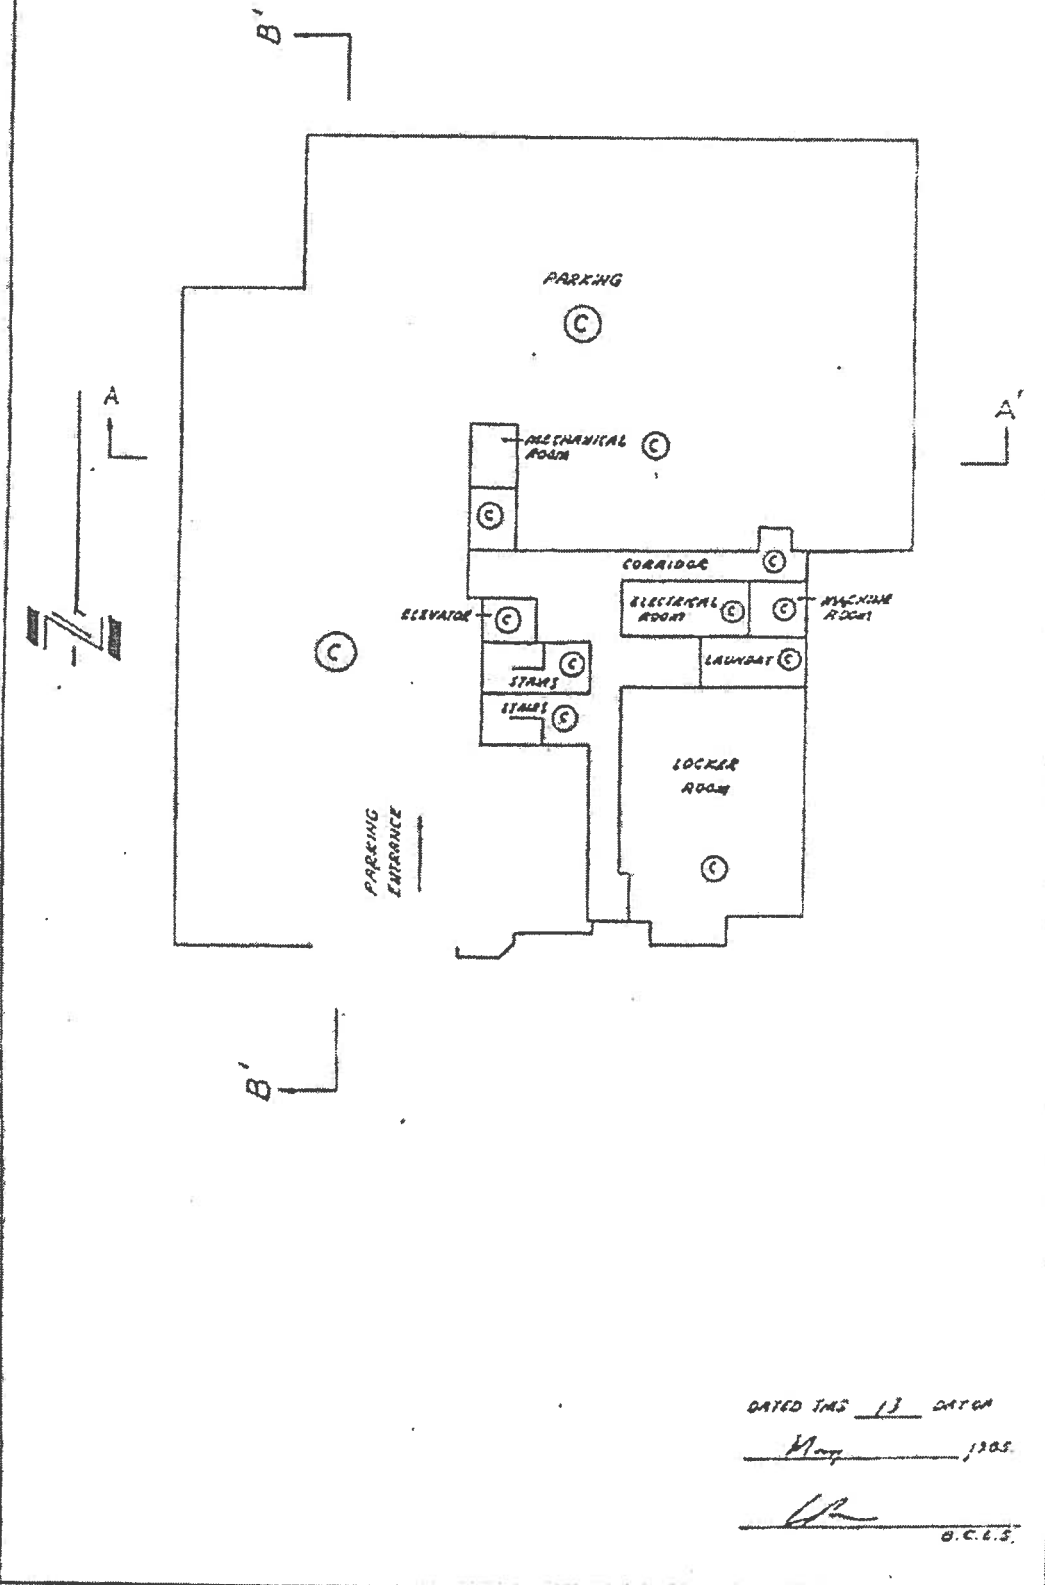 B'
PARKING
C
A
A'
MECHANICAL
ROOM
C
C
CORRIDOR
C
ELECTRICAL
ROOM
C
C
MACHINE
ROOM
ELEVATOR
C
C
STAIRS
C
LAUNDRY
C
STAIRS
C
LOCKER
ROOM
C
PARKING
ENTRANCE
B'
DATED THIS 13 DAY OF
May, 1985.
B.C.L.S.